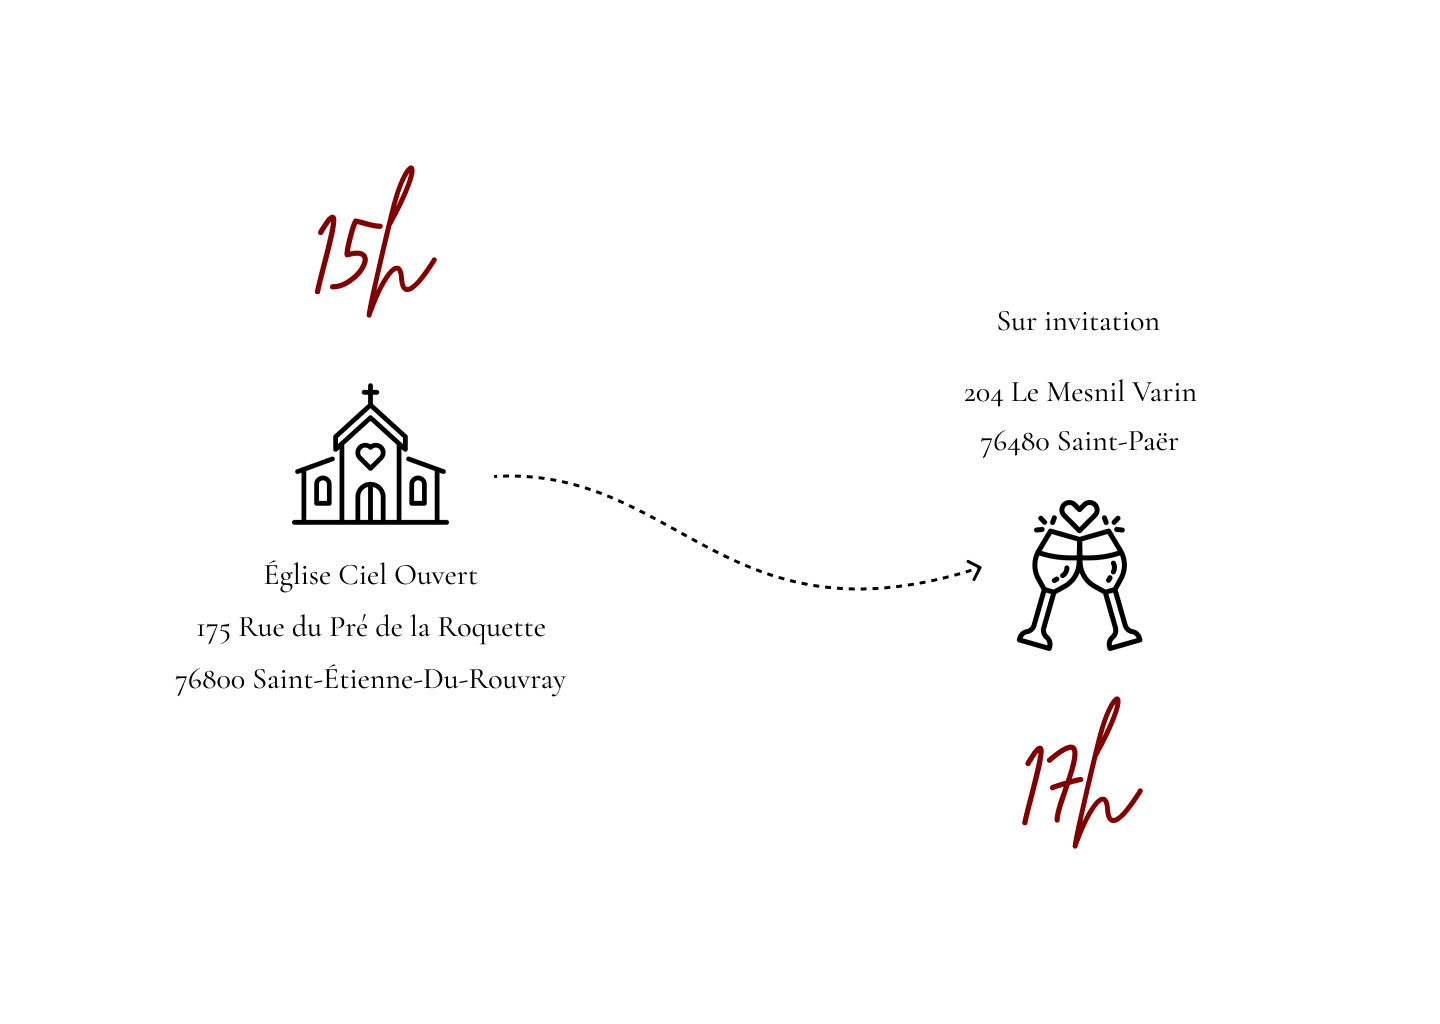 15h
Église Ciel Ouvert
175 Rue du Pré de la Roquette
76800 Saint-Étienne-Du-Rouvray
Sur invitation
204 Le Mesnil Varin
76480 Saint-Paër
17h